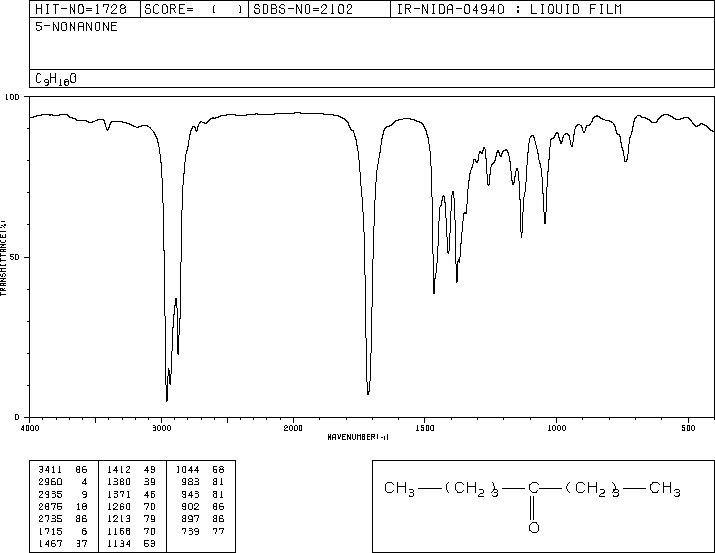 HIT-NO=1728 SCORE= ( ) SDBS-NO=2102 IR-NIDA-04940 : LIQUID FILM
5-NONANONE
C9H18O
100
50
0
TRANSMITTANCE(%)
4000 3000 2000 1500 1000 500
WAVENUMBER(-1)
3411 86 1412 49 1044 58
2960 4 1380 39 983 81
2935 9 1371 46 943 81
2875 18 1260 70 902 86
2735 86 1213 79 897 86
1715 6 1168 70 739 77
1467 37 1134 53
CH3—(CH2)3—C—(CH2)3—CH3
O